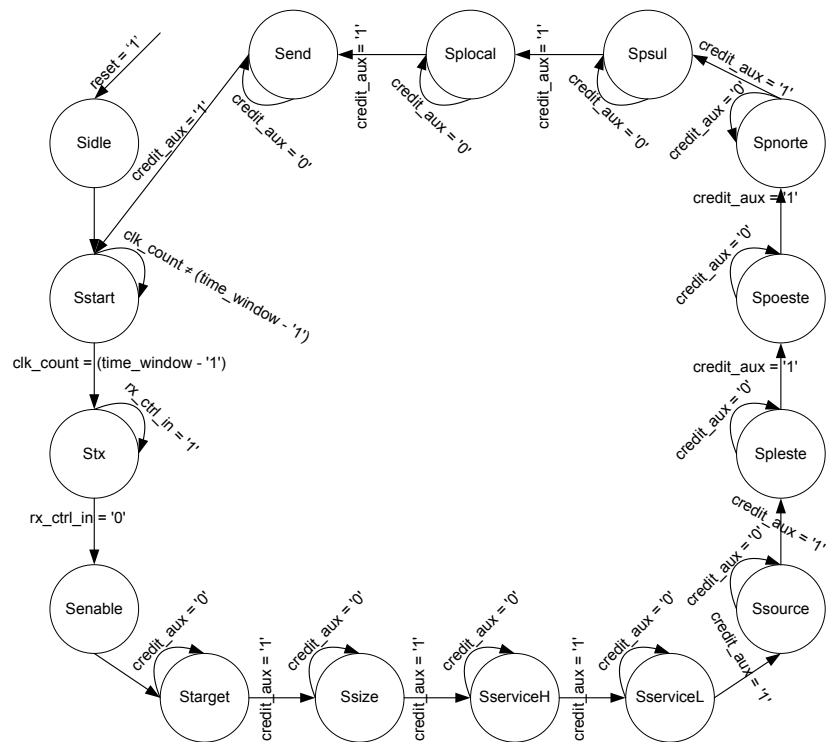 reset = '1'
Send
Splocal
Spsul
credit_aux = '1'
credit_aux = '1'
credit_aux = '1'
credit_aux = '0'
credit_aux = '0'
credit_aux = '0'
credit_aux = '0'
Sidle
credit_aux = '1'
Spnorte
credit_aux = '1'
clk_count ≠ (time_window - '1')
credit_aux = '0'
Sstart
Spoeste
clk_count = (time_window - '1')
credit_aux = '1'
rx_ctrl_in = '1'
credit_aux = '0'
Stx
Spleste
rx_ctrl_in = '0'
credit_aux = '1'
credit_aux = '0'
Senable
Ssource
credit_aux = '0'
credit_aux = '0'
credit_aux = '0'
credit_aux = '0'
credit_aux = '1'
Starget
Ssize
SserviceH
SserviceL
credit_aux = '1'
credit_aux = '1'
credit_aux = '1'